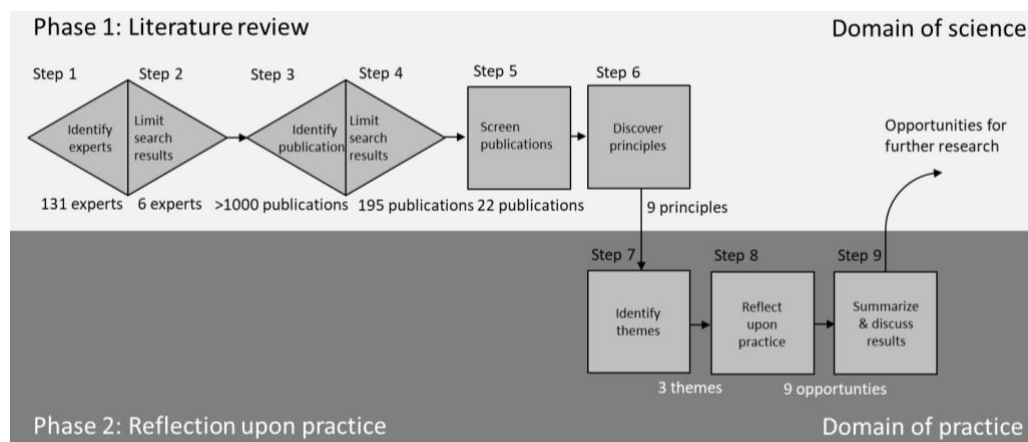 Phase 1: Literature review
Domain of science
Step 1
Step 2
Step 3
Step 4
Step 5
Step 6
Identify
experts
Limit
search
results
Identify
publication
Limit
search
results
Screen
publications
Discover
principles
Opportunities for
further research
131 experts
6 experts
>1000 publications
195 publications
22 publications
9 principles
Step 7
Step 8
Step 9
Identify
themes
Reflect
upon
practice
Summarize
& discuss
results
3 themes
9 opportunties
Phase 2: Reflection upon practice
Domain of practice